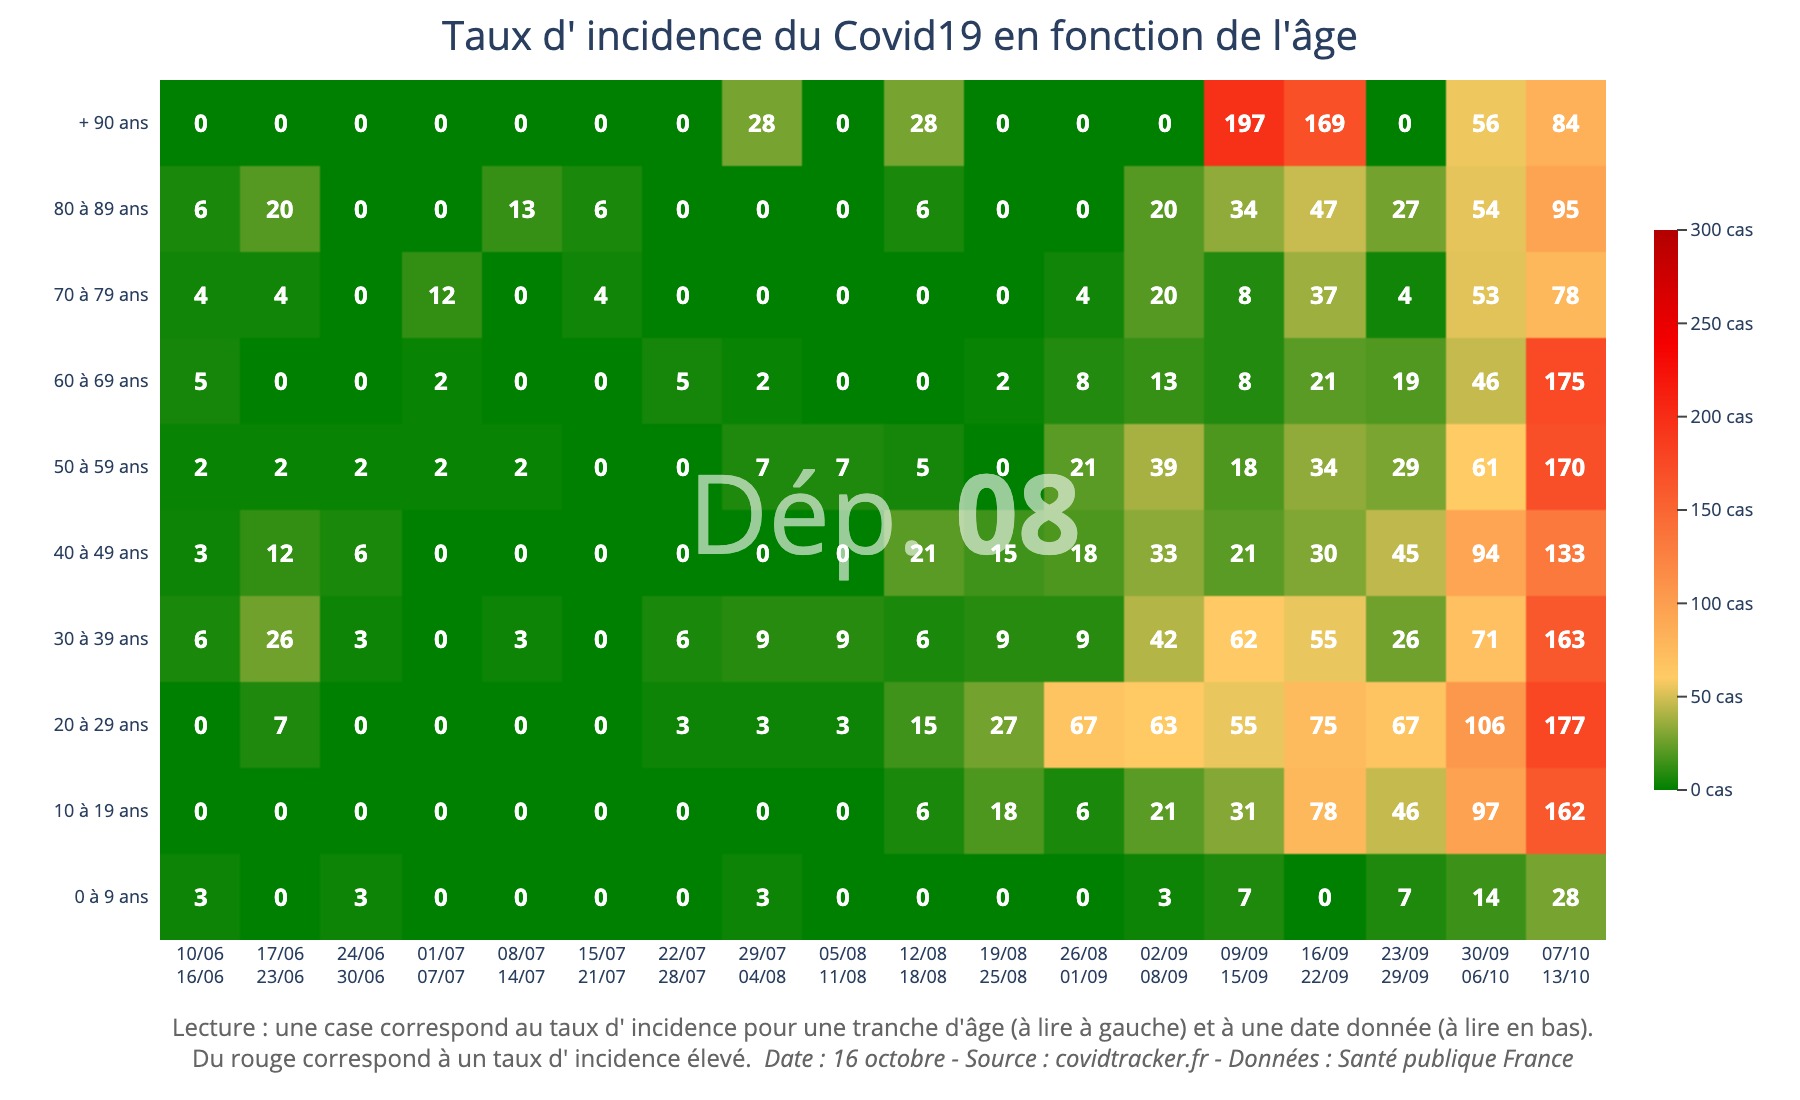 Taux d' incidence du Covid19 en fonction de l'âge
+ 90 ans 0 0 0 0 0 0 0 28 0 28 0 0 0 197 169 0 56 84
80 à 89 ans 6 20 0 0 13 6 0 0 0 6 0 0 20 34 47 27 54 95
70 à 79 ans 4 4 0 12 0 4 0 0 0 0 0 4 20 8 37 4 53 78
60 à 69 ans 5 0 0 2 0 0 5 2 0 0 2 8 13 8 21 19 46 175
50 à 59 ans 2 2 2 2 2 0 0 7 7 5 0 21 39 18 34 29 61 170
Dép. 08
40 à 49 ans 3 12 6 0 0 0 0 0 0 21 15 18 33 21 30 45 94 133
30 à 39 ans 6 26 3 0 3 0 6 9 9 6 9 9 42 62 55 26 71 163
20 à 29 ans 0 7 0 0 0 0 3 3 3 15 27 67 63 55 75 67 106 177
10 à 19 ans 0 0 0 0 0 0 0 0 0 6 18 6 21 31 78 46 97 162
0 à 9 ans 3 0 3 0 0 0 0 3 0 0 0 0 3 7 0 7 14 28
10/06 17/06 24/06 01/07 08/07 15/07 22/07 29/07 05/08 12/08 19/08 26/08 02/09 09/09 16/09 23/09 30/09 07/10
16/06 23/06 30/06 07/07 14/07 21/07 28/07 04/08 11/08 18/08 25/08 01/09 08/09 15/09 22/09 29/09 06/10 13/10
300 cas
250 cas
200 cas
150 cas
100 cas
50 cas
0 cas
Lecture : une case correspond au taux d' incidence pour une tranche d'âge (à lire à gauche) et à une date donnée (à lire en bas).
Du rouge correspond à un taux d' incidence élevé. Date : 16 octobre - Source : covidtracker.fr - Données : Santé publique France